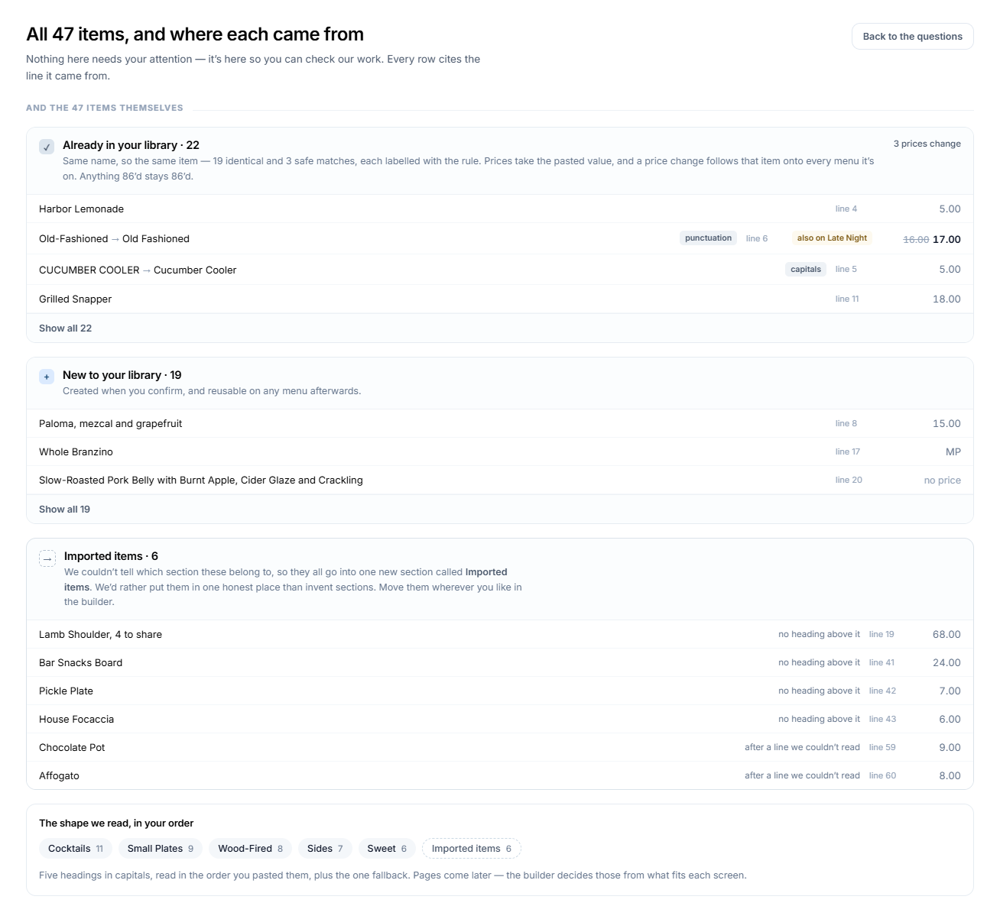 All 47 items, and where each came from
Back to the questions
Nothing here needs your attention — it’s here so you can check our work. Every row cites the
line it came from.
AND THE 47 ITEMS THEMSELVES
✓ Already in your library · 22
3 prices change
Same name, so the same item — 19 identical and 3 safe matches, each labelled with the rule. Prices take the pasted value, and a price change follows that item onto every menu it’s
on. Anything 86’d stays 86’d.
Harbor Lemonade line 4 5.00
Old-Fashioned → Old Fashioned punctuation line 6 also on Late Night 16.00 17.00
CUCUMBER COOLER → Cucumber Cooler capitals line 5 5.00
Grilled Snapper line 11 18.00
Show all 22
+ New to your library · 19
Created when you confirm, and reusable on any menu afterwards.
Paloma, mezcal and grapefruit line 8 15.00
Whole Branzino line 17 MP
Slow-Roasted Pork Belly with Burnt Apple, Cider Glaze and Crackling line 20 no price
Show all 19
→ Imported items · 6
We couldn’t tell which section these belong to, so they all go into one new section called Imported
items. We’d rather put them in one honest place than invent sections. Move them wherever you like in
the builder.
Lamb Shoulder, 4 to share no heading above it line 19 68.00
Bar Snacks Board no heading above it line 41 24.00
Pickle Plate no heading above it line 42 7.00
House Focaccia no heading above it line 43 6.00
Chocolate Pot after a line we couldn’t read line 59 9.00
Affogato after a line we couldn’t read line 60 8.00
The shape we read, in your order
Cocktails 11 Small Plates 9 Wood-Fired 8 Sides 7 Sweet 6 Imported items 6
Five headings in capitals, read in the order you pasted them, plus the one fallback. Pages come later — the builder decides those from what fits each screen.